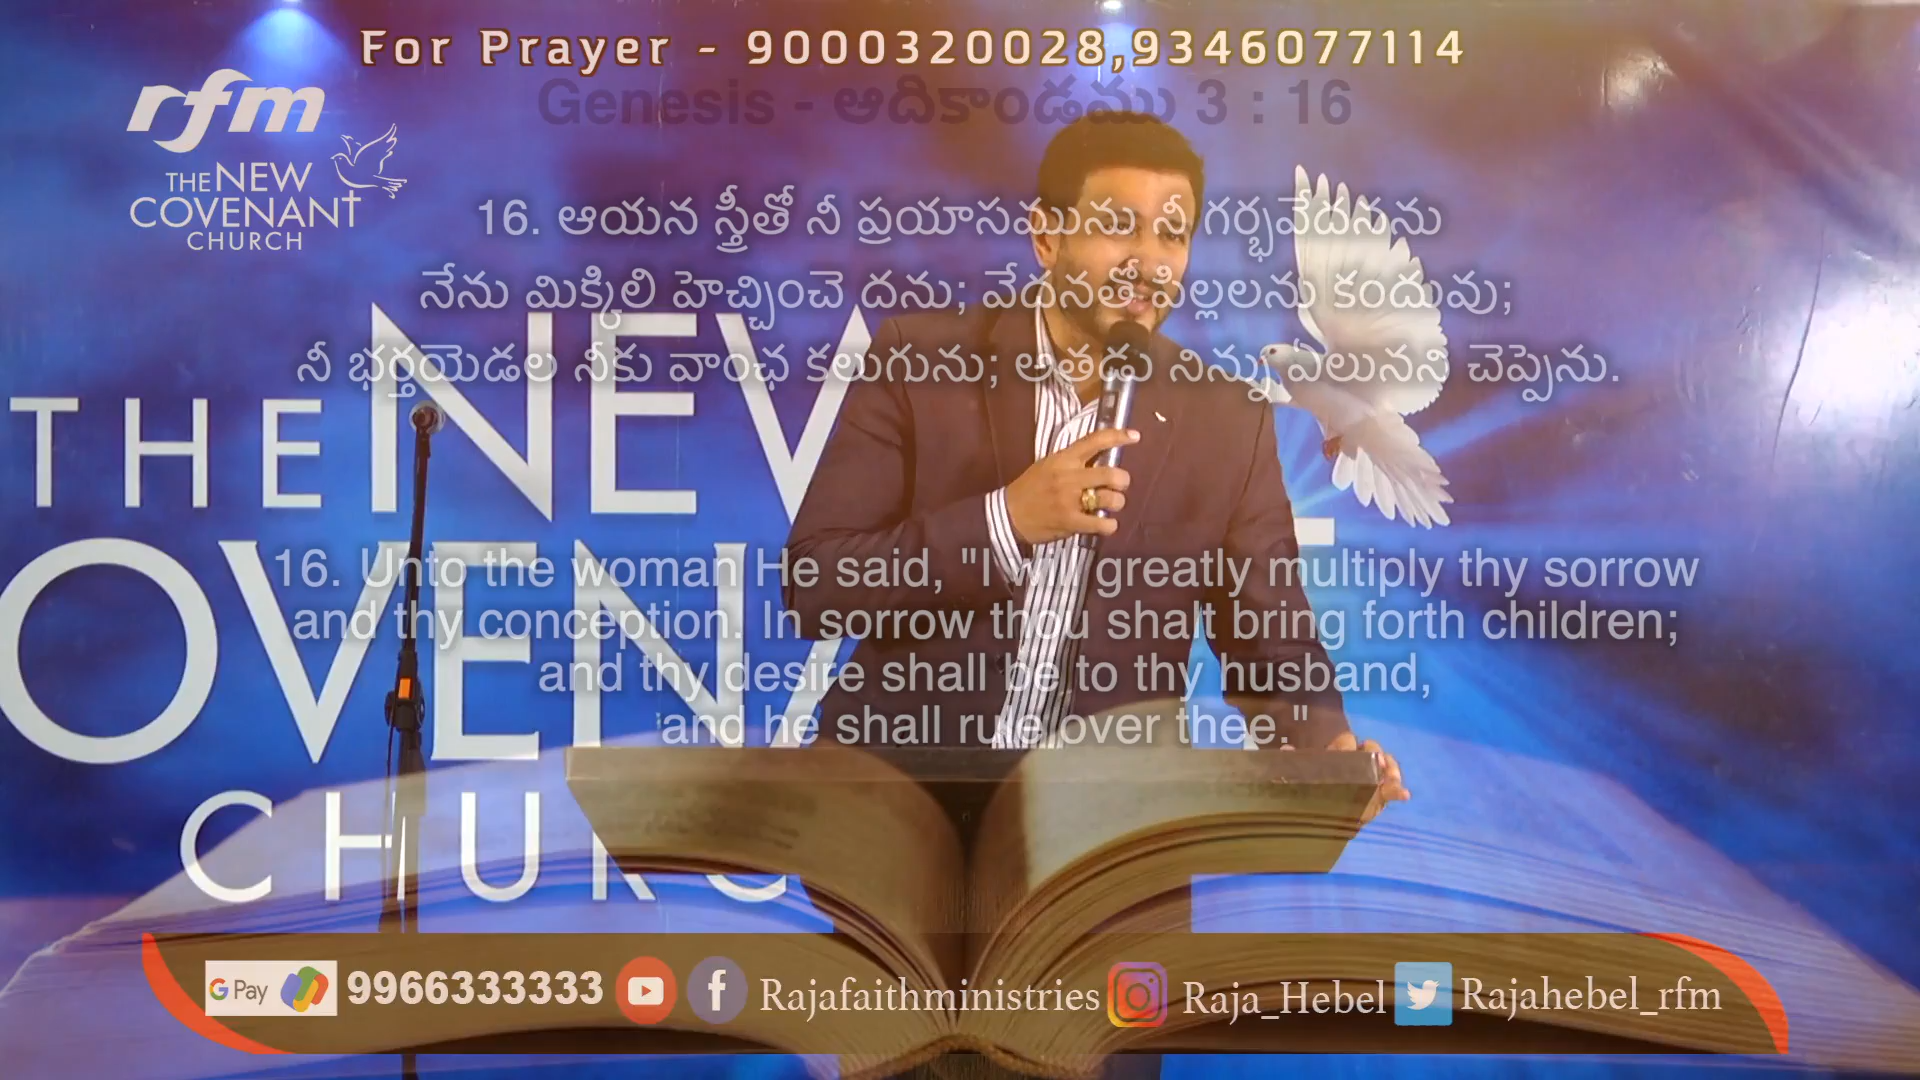 For Prayer - 9000320028,9346077114
rfm
THE NEW
COVENANT
CHURCH
Genesis - ఆదికాండము 3 : 16
16. ఆయన స్త్రీతో నీ ప్రయాసమును నీ గర్భవేదనను
నేను మిక్కిలి హెచ్చించె దను; వేదనతో పిల్లలను కందువు;
నీ భర్తయెడల నీకు వాంఛ కలుగును; అతడు నిన్ను ఏలునని చెప్పెను.
THE NEW
OVENA
CHURC
16. Unto the woman He said, "I will greatly multiply thy sorrow
and thy conception. In sorrow thou shalt bring forth children;
and thy desire shall be to thy husband,
and he shall rule over thee."
G Pay 9966333333 f Rajafaithministries Raja_Hebel Rajahebel_rfm